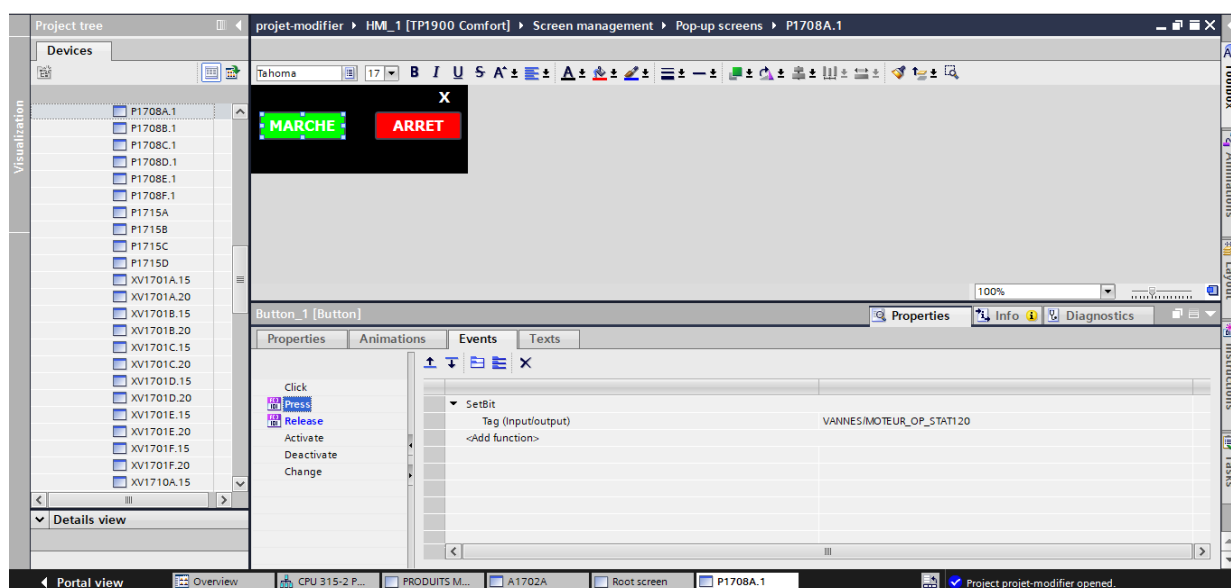 Project tree
projet-modifier ▸ HMI_1 [TP1900 Comfort] ▸ Screen management ▸ Pop-up screens ▸ P1708A.1
Devices
Tahoma 17 B I U S
Visualization
P1708A.1
P1708B.1
P1708C.1
P1708D.1
P1708E.1
P1708F.1
P1715A
P1715B
P1715C
P1715D
XV1701A.15
XV1701A.20
XV1701B.15
XV1701B.20
XV1701C.15
XV1701C.20
XV1701D.15
XV1701D.20
XV1701E.15
XV1701E.20
XV1701F.15
XV1701F.20
XV1710A.15
Details view
X
MARCHE ARRET
100%
Button_1 [Button]
Properties Info Diagnostics
Properties Animations Events Texts
Click
Press
Release
Activate
Deactivate
Change
SetBit
Tag (Input/output) VANNES/MOTEUR_OP_STAT120
<Add function>
Toolbox
Animations
Layout
Instructions
Tasks
Portal view Overview CPU 315-2 P... PRODUITS M... A1702A Root screen P1708A.1 Project projet-modifier opened.